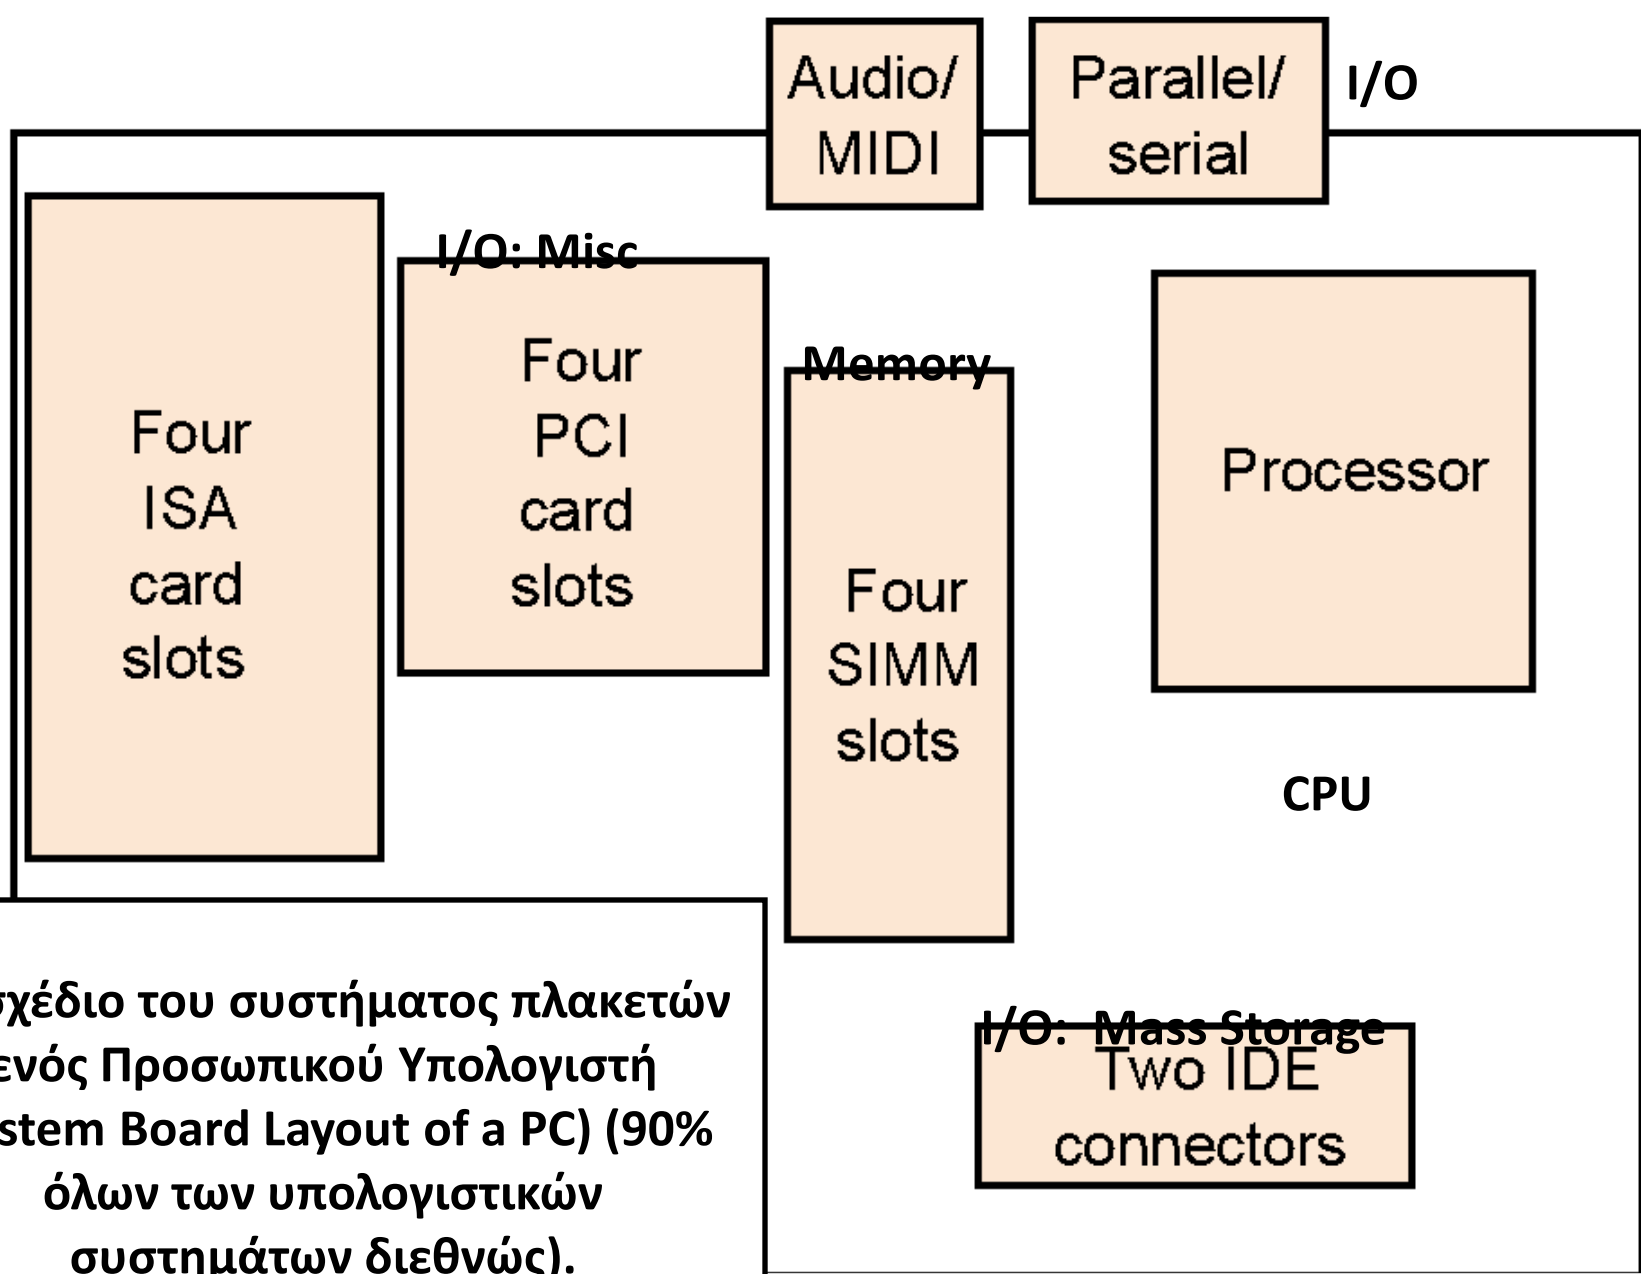 Audio/
MIDI
Parallel/
serial
I/O
I/O: Misc
Four
ISA
card
slots
Four
PCI
card
slots
Memory
Four
SIMM
slots
Processor
CPU
I/O: Mass Storage
Two IDE
connectors
σχέδιο του συστήματος πλακετών
ενός Προσωπικού Υπολογιστή
stem Board Layout of a PC) (90%
όλων των υπολογιστικών
συστημάτων διεθνώς).